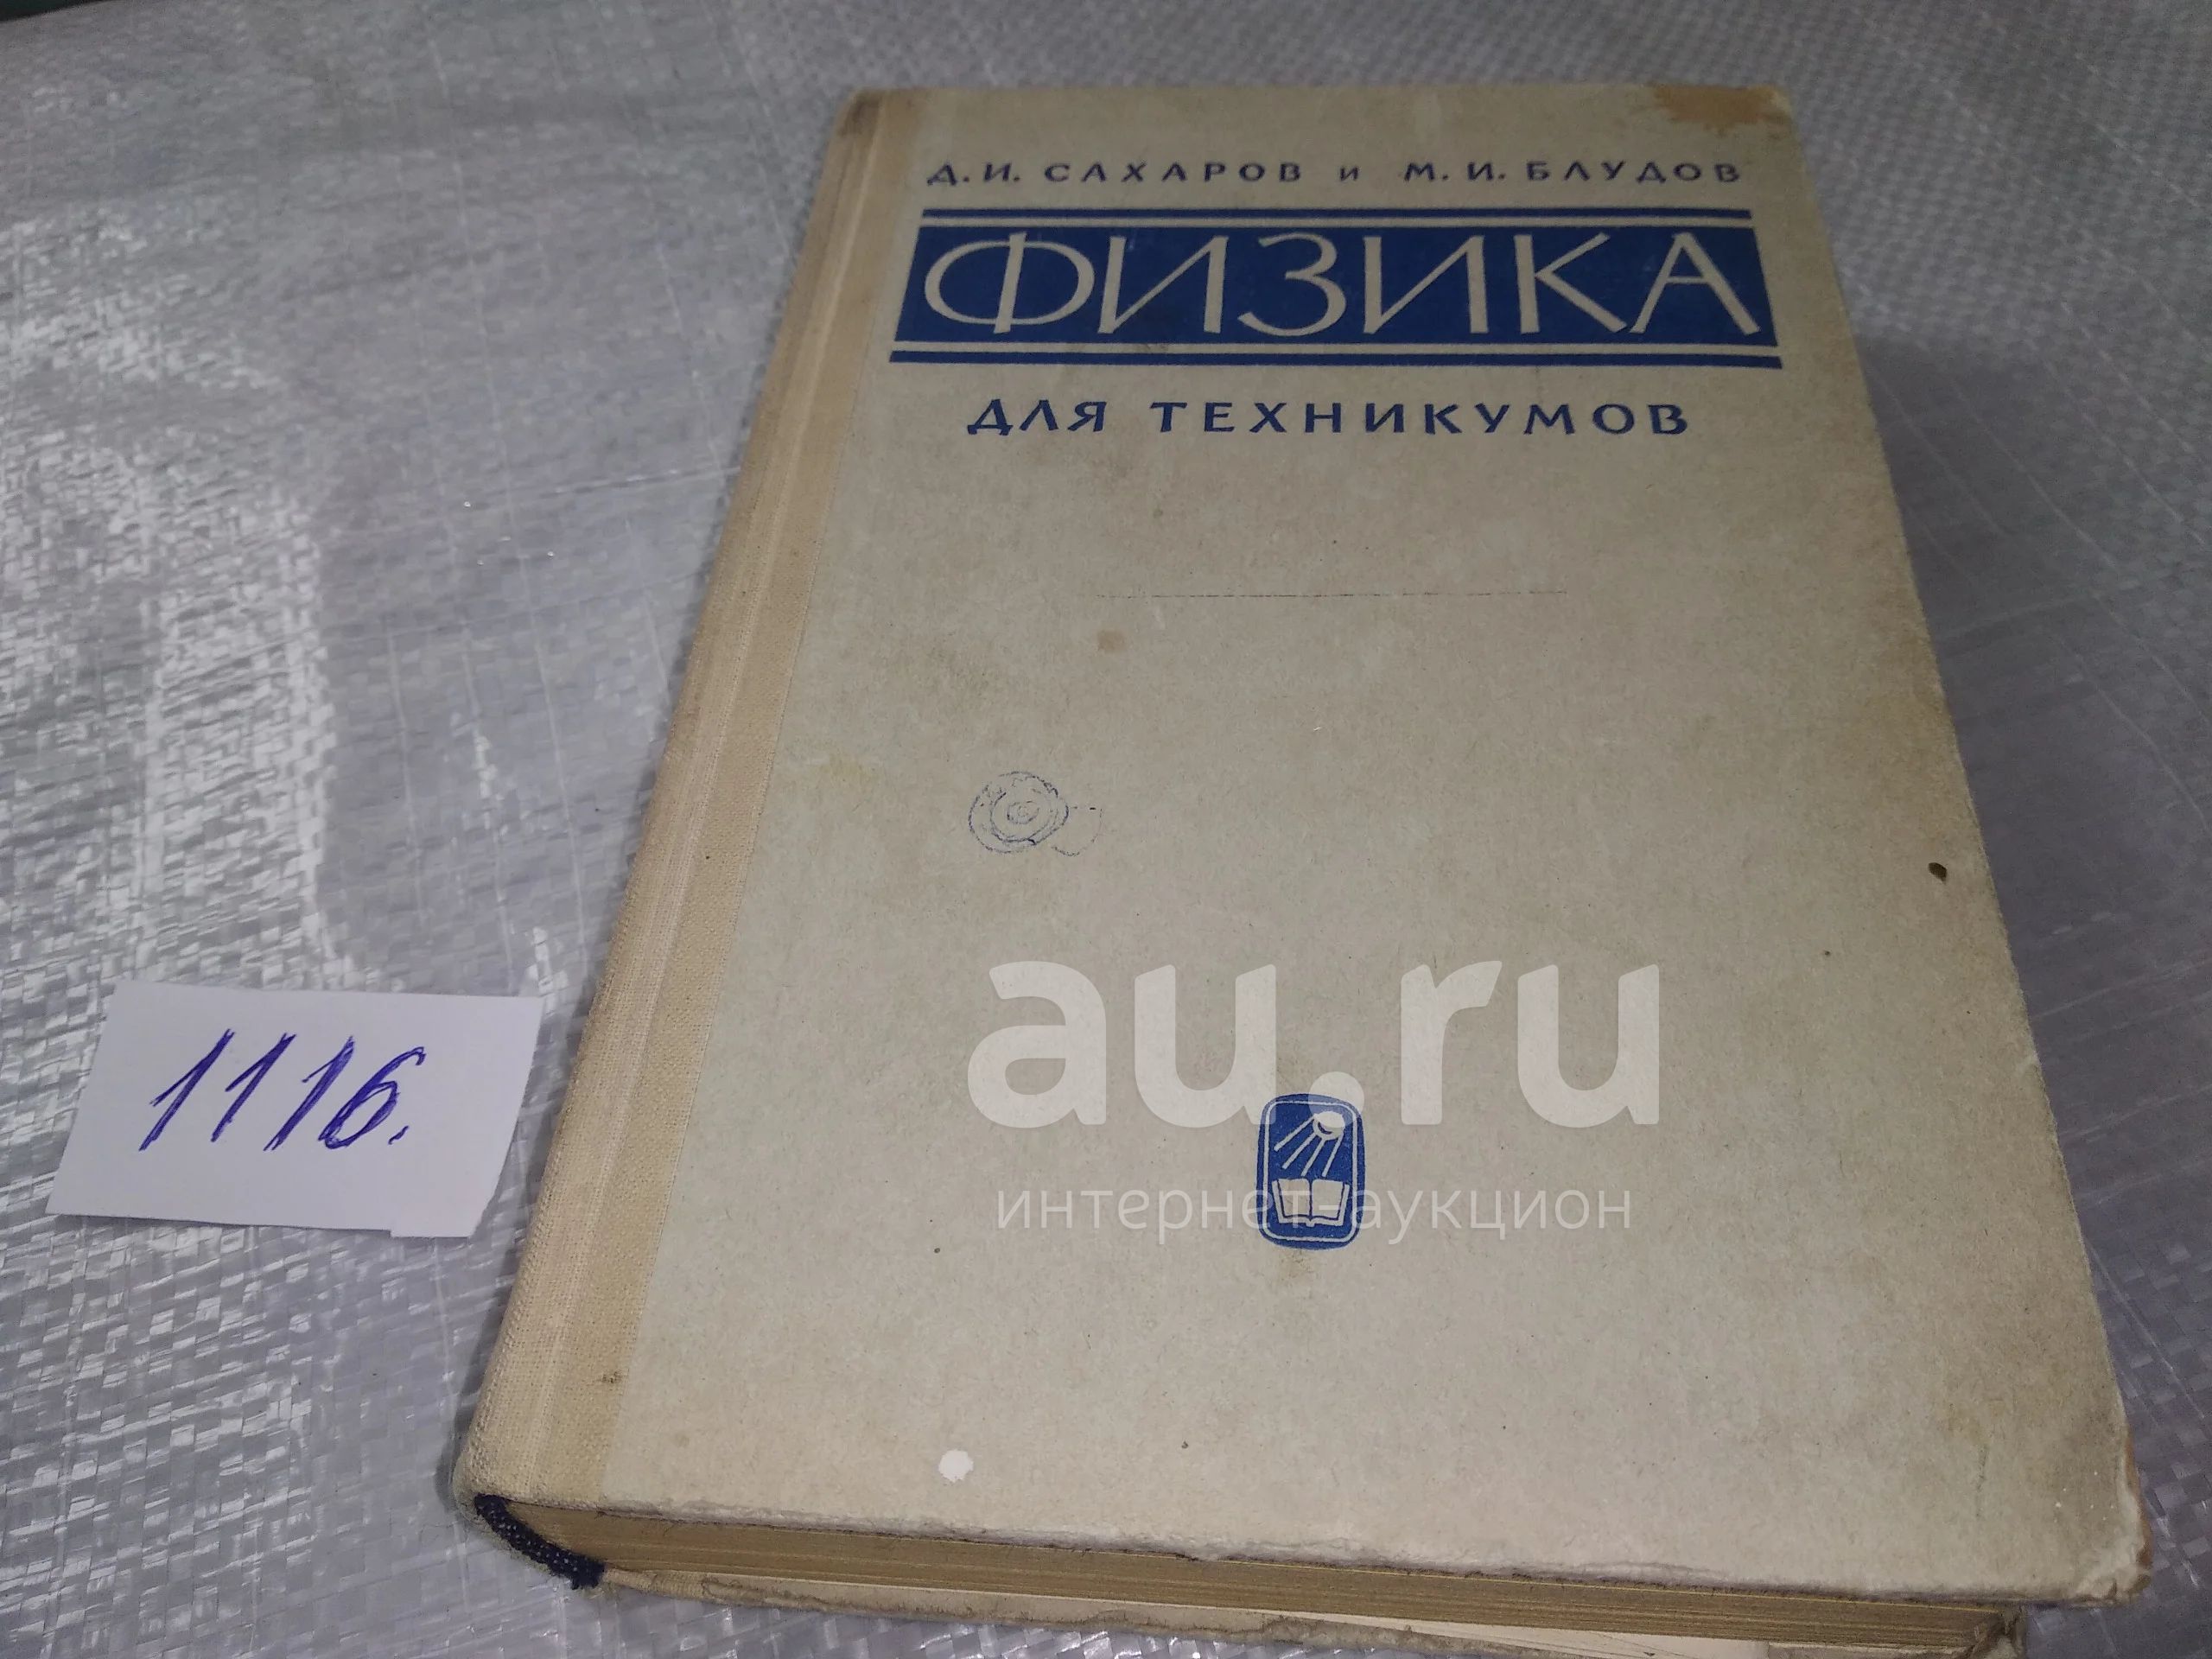 Д. И. САХАРОВ и М. И. БЛУДОВ
ФИЗИКА
ДЛЯ ТЕХНИКУМОВ
1116.
au.ru
интернет аукцион